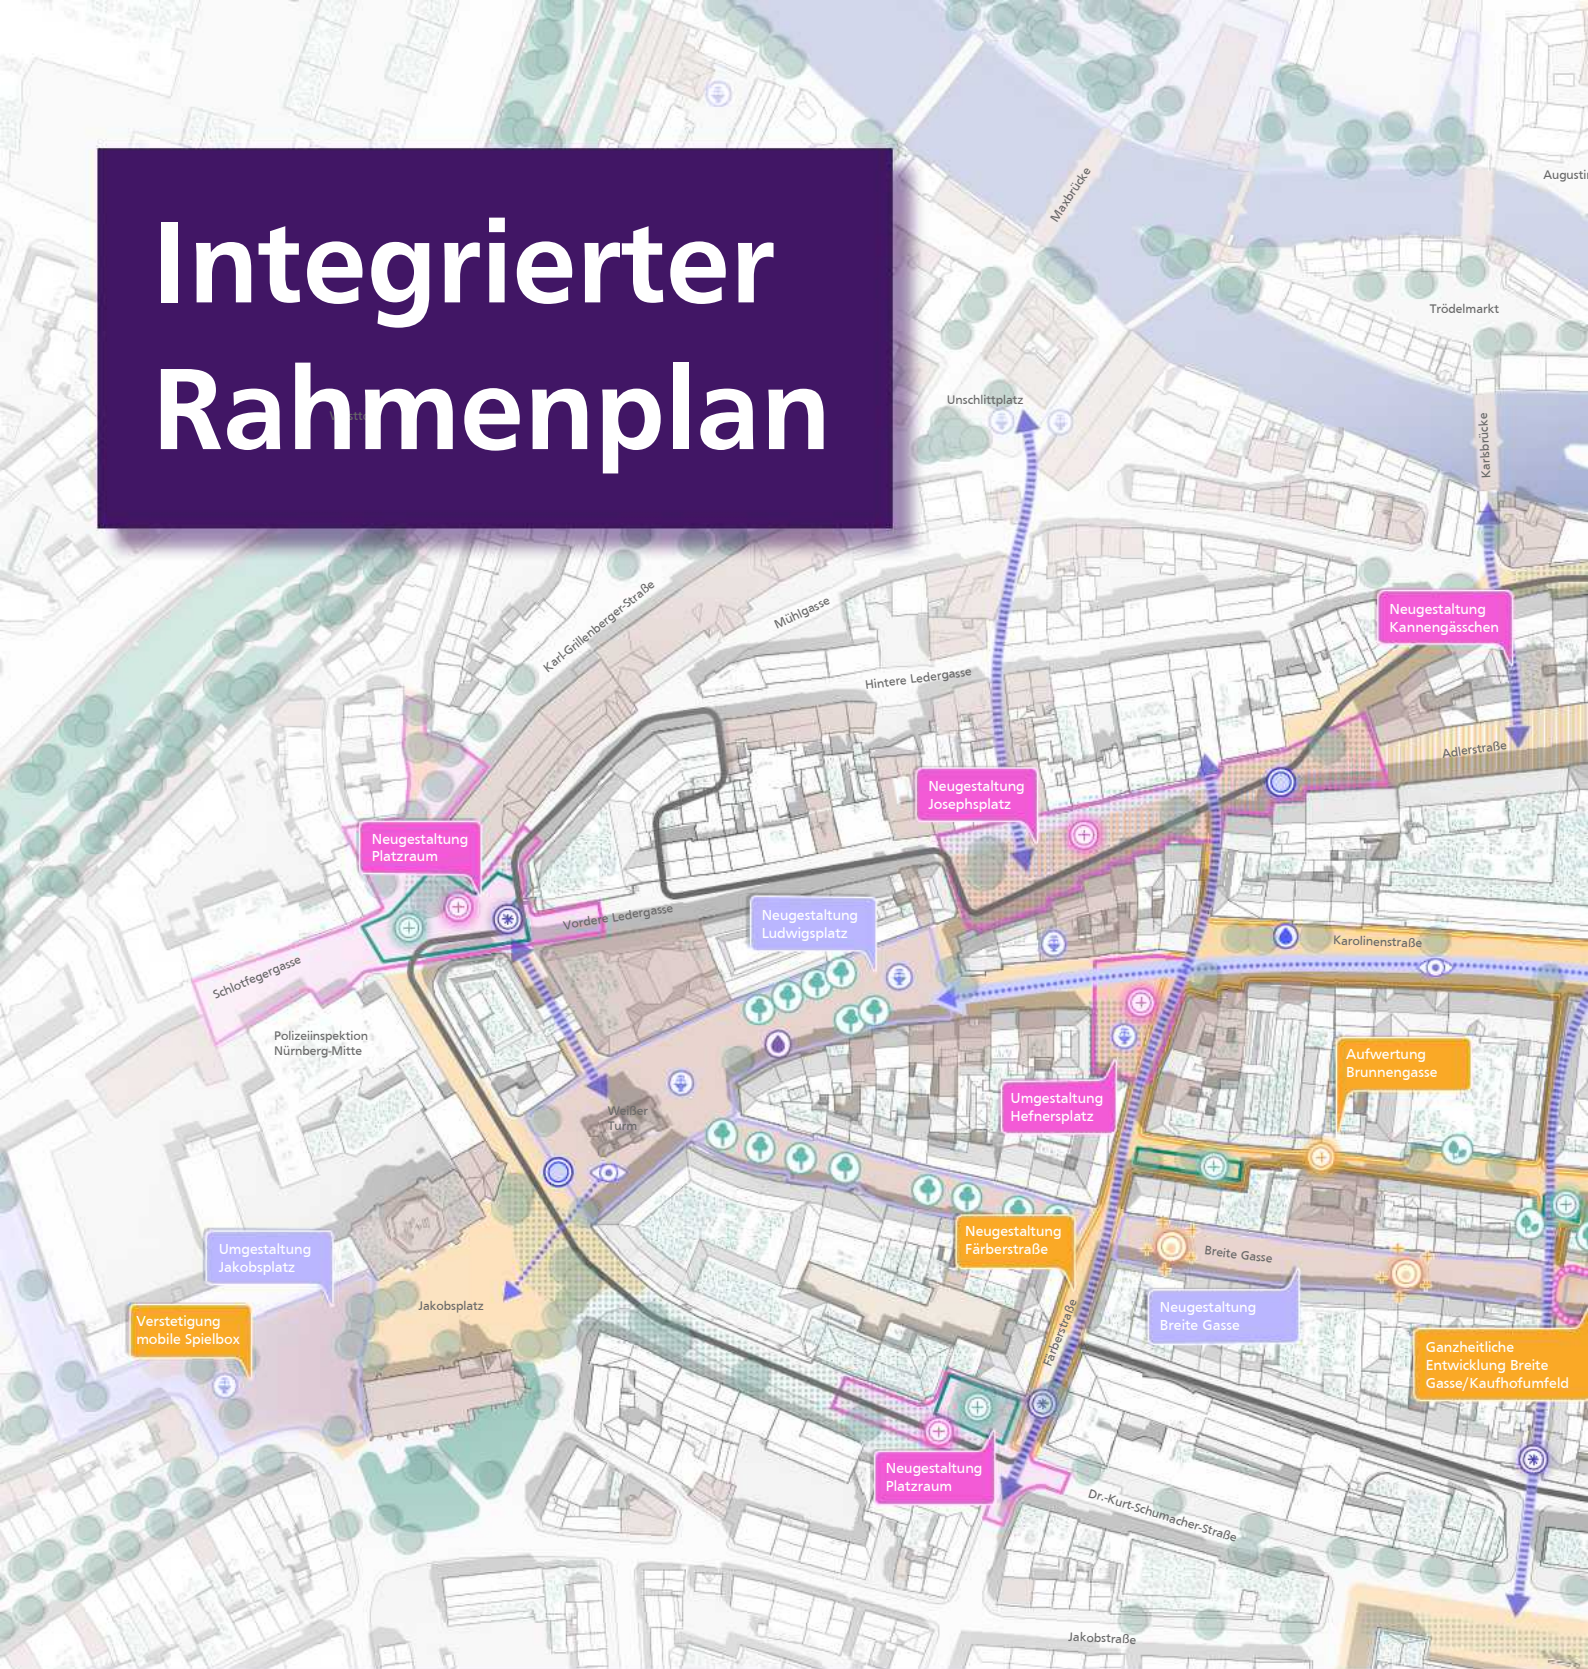 Integrierter
Rahmenplan
Augusti
Maxbrücke
Trödelmarkt
Unschlittplatz
Karlsbrücke
Karl-Grillenberger-Straße
Mühlgasse
Hintere Ledergasse
Neugestaltung
Kannengässchen
Adlerstraße
Neugestaltung
Josephsplatz
Neugestaltung
Platzraum
Vordere Ledergasse
Neugestaltung
Ludwigsplatz
Karolinenstraße
Schlotfegergasse
Polizeiinspektion
Nürnberg-Mitte
Aufwertung
Brunnengasse
Umgestaltung
Hefnersplatz
Weißer
Turm
Neugestaltung
Färberstraße
Breite Gasse
Umgestaltung
Jakobsplatz
Jakobsplatz
Neugestaltung
Breite Gasse
Verstetigung
mobile Spielbox
Färberstraße
Ganzheitliche
Entwicklung Breite
Gasse/Kaufhofumfeld
Neugestaltung
Platzraum
Dr.-Kurt-Schumacher-Straße
Jakobstraße